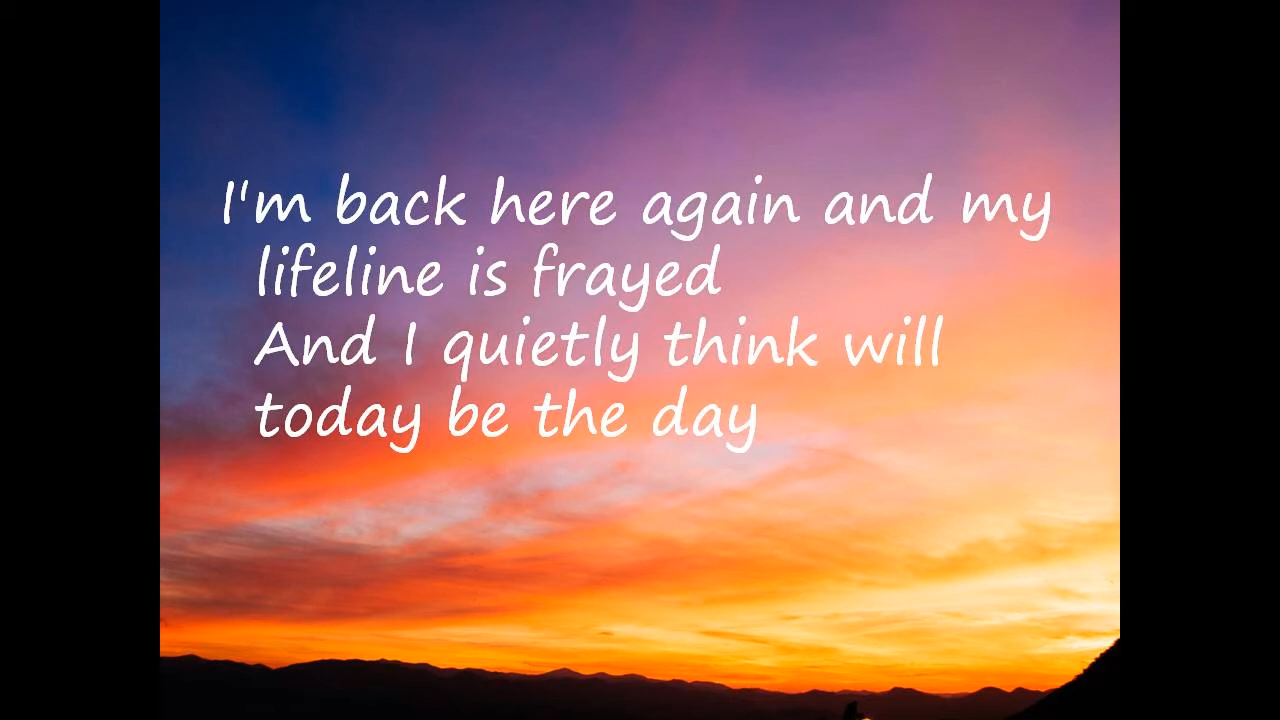 I'm back here again and my
lifeline is frayed
And I quietly think will
today be the day